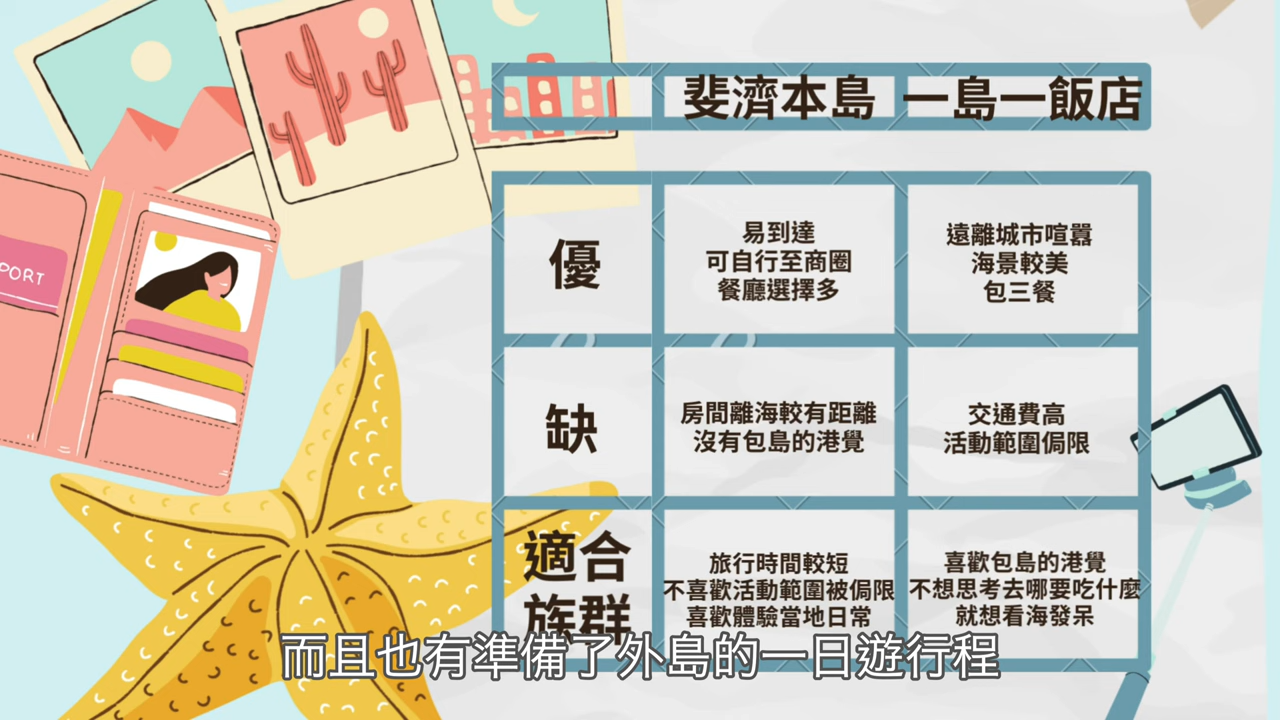 斐濟本島 一島一飯店
PORT
優
易到達
可自行至商圈
餐廳選擇多
遠離城市喧囂
海景較美
包三餐
缺
房間離海較有距離
沒有包島的港覺
交通費高
活動範圍侷限
適合
族群
旅行時間較短
不喜歡活動範圍被侷限
喜歡體驗當地日常
喜歡包島的港覺
不想思考去哪要吃什麼
就想看海發呆
而且也有準備了外島的一日遊行程